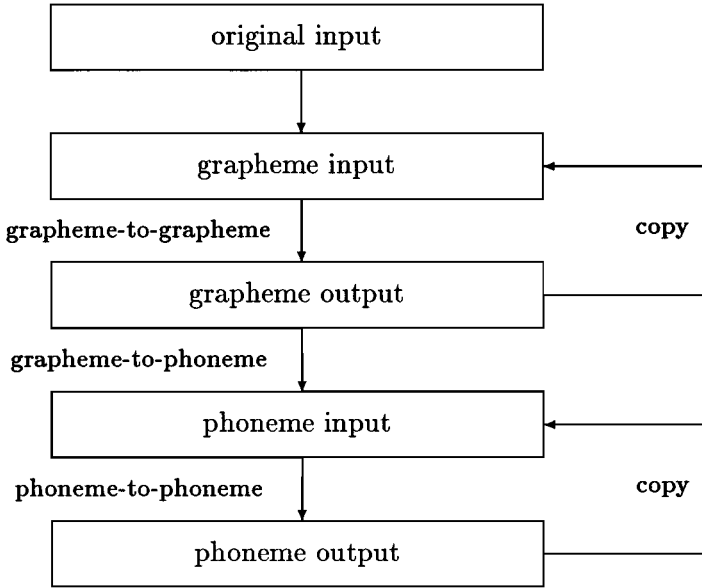 original input
grapheme input
grapheme-to-grapheme
copy
grapheme output
grapheme-to-phoneme
phoneme input
phoneme-to-phoneme
copy
phoneme output